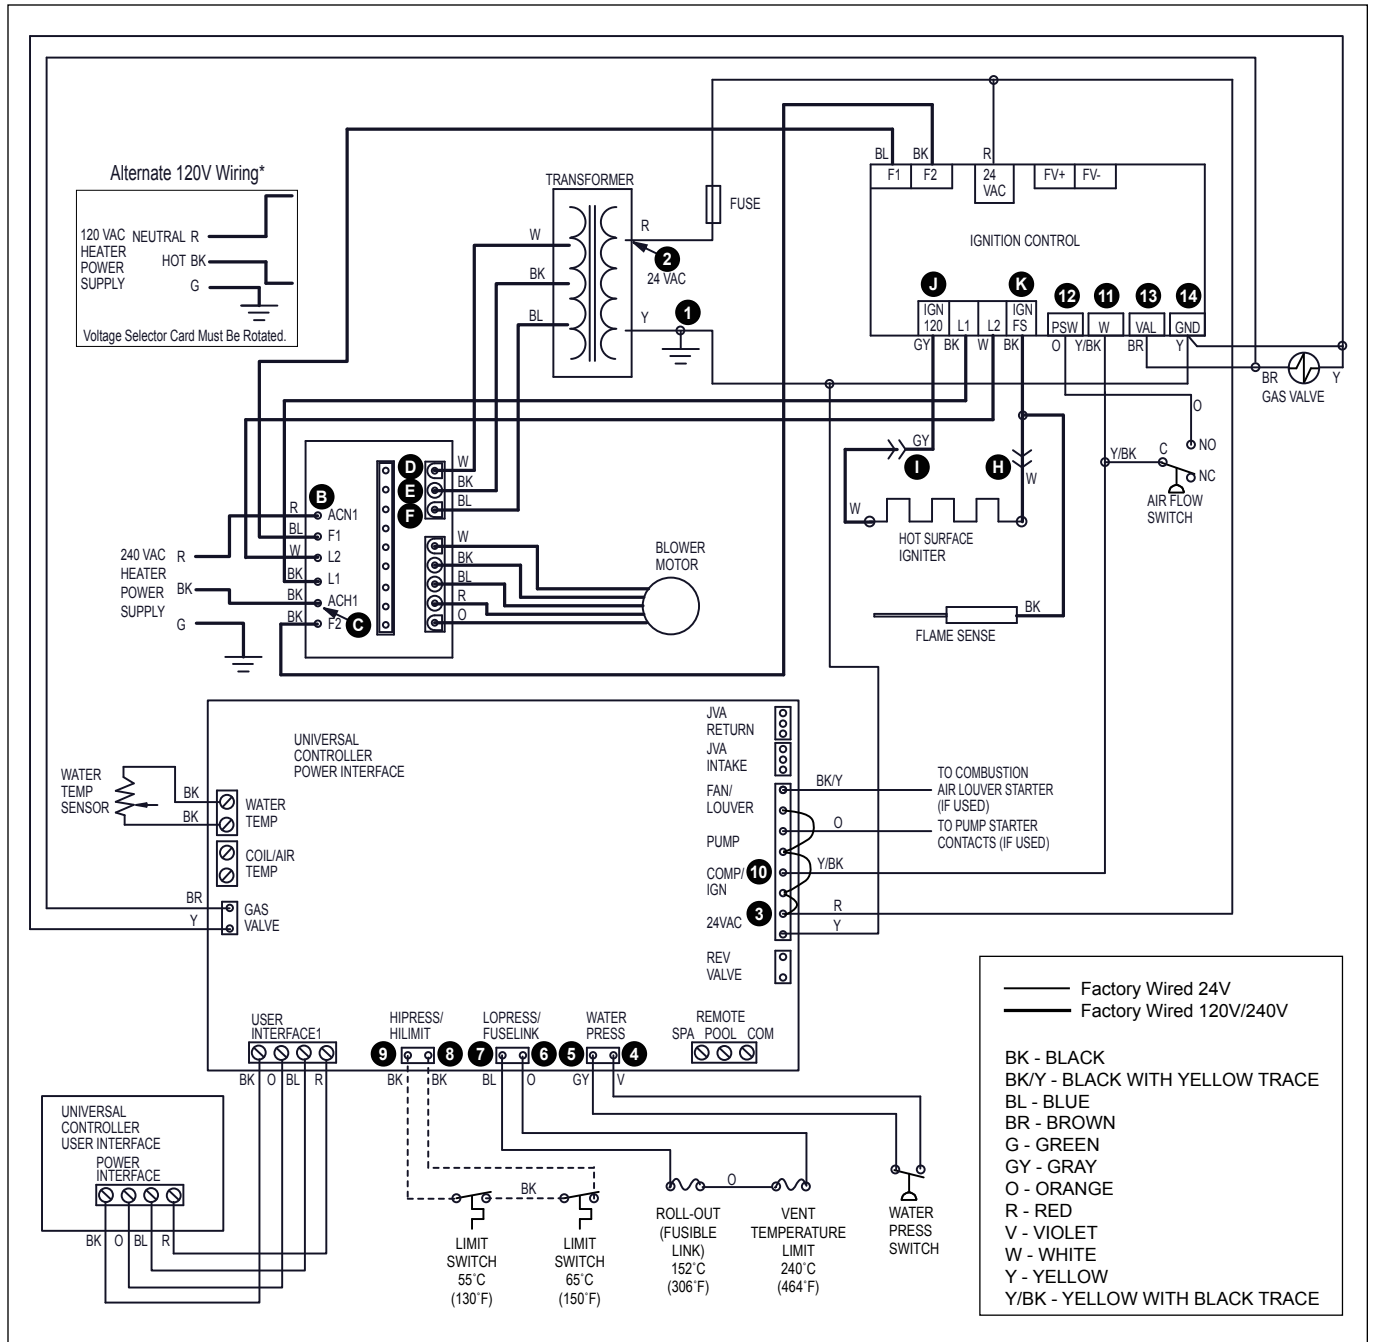 Alternate 120V Wiring*
120 VAC
HEATER
POWER
SUPPLY
NEUTRAL R
HOT BK
G
Voltage Selector Card Must Be Rotated.
TRANSFORMER
W
BK
BL
R
2
24 VAC
Y
1
FUSE
BL
BK
R
F1
F2
24
VAC
FV+
FV-
IGNITION CONTROL
J
K
12
11
13
14
IGN
120
L1
L2
IGN
FS
PSW
W
VAL
GND
GY
BK
W
BK
O
Y/BK
BR
Y
BR
Y
GAS VALVE
O
NO
Y/BK
C
NC
AIR FLOW
SWITCH
GY
I
H
W
W
HOT SURFACE
IGNITER
BK
FLAME SENSE
D
E
F
W
BK
BL
B
R
ACN1
BL
F1
W
L2
BK
L1
BK
ACH1
BK
F2
C
240 VAC
HEATER
POWER
SUPPLY
R
BK
G
W
BK
BL
R
O
BLOWER
MOTOR
UNIVERSAL
CONTROLLER
POWER INTERFACE
JVA
RETURN
JVA
INTAKE
FAN/
LOUVER
PUMP
COMP/
IGN
10
24VAC
3
REV
VALVE
BK/Y
TO COMBUSTION
AIR LOUVER STARTER
(IF USED)
O
TO PUMP STARTER
CONTACTS (IF USED)
Y/BK
R
Y
WATER
TEMP
SENSOR
BK
BK
WATER
TEMP
COIL/AIR
TEMP
BR
Y
GAS
VALVE
USER
INTERFACE1
BK
O
BL
R
HIPRESS/
HILIMIT
9
8
BK
BK
LOPRESS/
FUSELINK
7
6
BL
O
WATER
PRESS
5
4
GY
V
REMOTE
SPA POOL COM
UNIVERSAL
CONTROLLER
USER INTERFACE
POWER
INTERFACE
BK
O
BL
R
BK
LIMIT
SWITCH
55˚C
(130˚F)
LIMIT
SWITCH
65˚C
(150˚F)
O
ROLL-OUT
(FUSIBLE
LINK)
152˚C
(306˚F)
VENT
TEMPERATURE
LIMIT
240˚C
(464˚F)
WATER
PRESS
SWITCH
Factory Wired 24V
Factory Wired 120V/240V
BK - BLACK
BK/Y - BLACK WITH YELLOW TRACE
BL - BLUE
BR - BROWN
G - GREEN
GY - GRAY
O - ORANGE
R - RED
V - VIOLET
W - WHITE
Y - YELLOW
Y/BK - YELLOW WITH BLACK TRACE